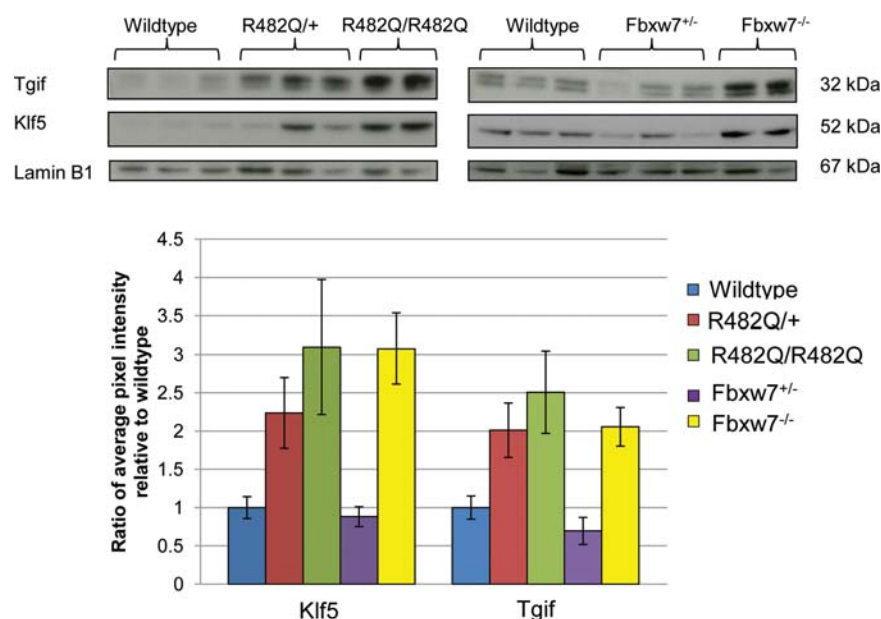 Wildtype R482Q/+ R482Q/R482Q Wildtype Fbxw7+/- Fbxw7-/-
Tgif 32 kDa
Klf5 52 kDa
Lamin B1 67 kDa
Ratio of average pixel intensity
relative to wildtype
4.5
4
3.5
3
2.5
2
1.5
1
0.5
0
Klf5 Tgif
Wildtype
R482Q/+
R482Q/R482Q
Fbxw7+/-
Fbxw7-/-